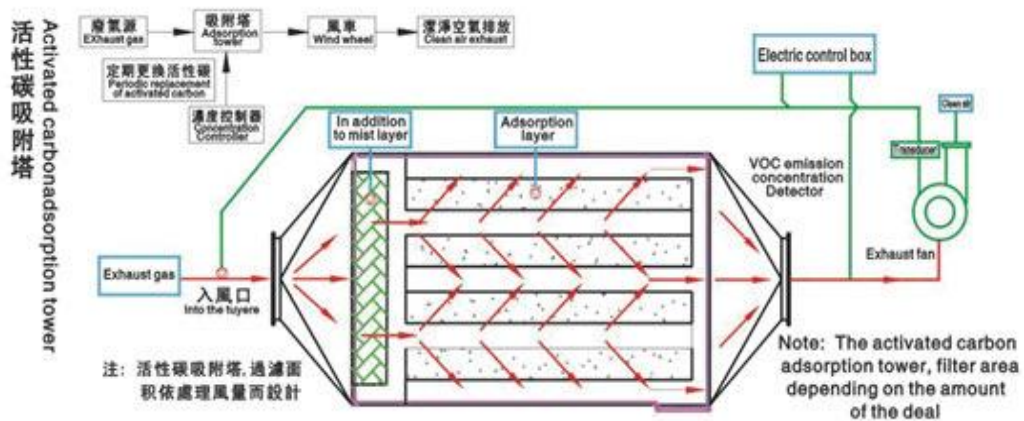 活性碳吸附塔
Activated carbonadsorption tower
廢氣源
EXhaust gas
吸附塔
Adsorption
tower
風車
Wind wheel
潔淨空氣排放
Clean air exhaust
定期更換活性碳
Periodic replacement
of activated carbon
濃度控制器
Concentration
Controller
In addition
to mist layer
Adsorption
layer
Electric control box
Clean air
Transducer
VOC emission
concentration
Detector
Exhaust fan
Exhaust gas
入風口
Into the tuyere
注: 活性碳吸附塔, 過濾面
积依處理風量而設計
Note: The activated carbon
adsorption tower, filter area
depending on the amount
of the deal